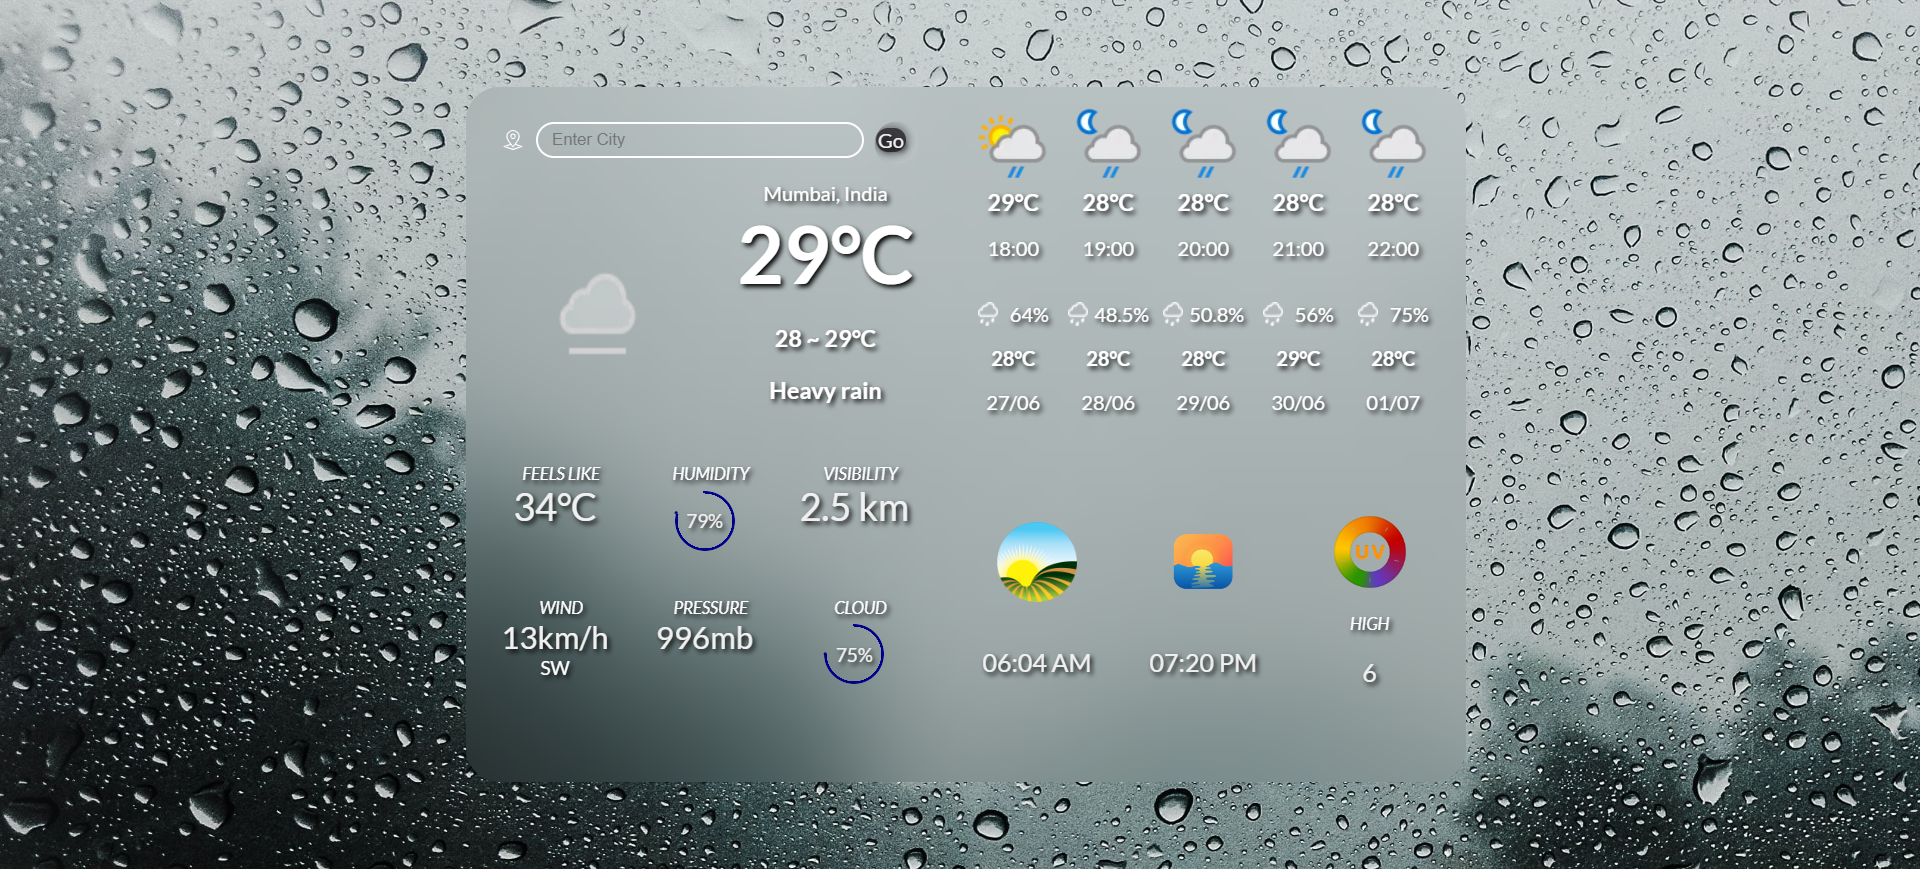 Enter City
Go
Mumbai, India
29°C
28 ~ 29°C
Heavy rain
FEELS LIKE
34°C
HUMIDITY
79%
VISIBILITY
2.5 km
WIND
13km/h
SW
PRESSURE
996mb
CLOUD
75%
29°C 28°C 28°C 28°C 28°C
18:00 19:00 20:00 21:00 22:00
64% 48.5% 50.8% 56% 75%
28°C 28°C 28°C 29°C 28°C
27/06 28/06 29/06 30/06 01/07
06:04 AM
07:20 PM
UV
HIGH
6